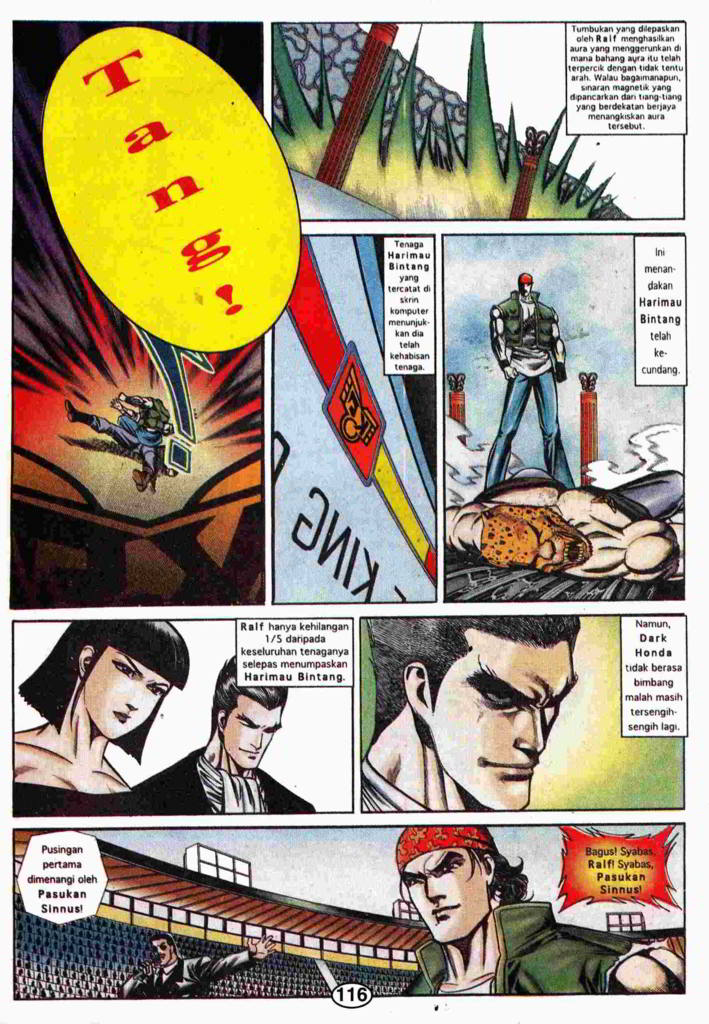 Tang!
Tumbukan yang dilepaskan
oleh Ralf menghasilkan
aura yang menggerunkan di
mana bahang aura itu telah
terpercik dengan tidak tentu
arah. Walau bagaimanapun,
sinaran magnetik yang
dipancarkan dari tiang-tiang
yang berdekatan berjaya
menangkiskan aura
tersebut.
Tenaga
Harimau
Bintang
yang
tercatat di
skrin
komputer
menunjuk-
kan dia
telah
kehabisan
tenaga.
KING
Ini
menan-
dakan
Harimau
Bintang
telah
ke-
cundang.
Ralf hanya kehilangan
1/5 daripada
keseluruhan tenaganya
selepas menumpaskan
Harimau Bintang.
Namun,
Dark
Honda
tidak berasa
bimbang
malah masih
tersengih-
sengih lagi.
Pusingan
pertama
dimenangi oleh
Pasukan
Sinnus!
Bagus! Syabas,
Ralf! Syabas,
Pasukan
Sinnus!
116